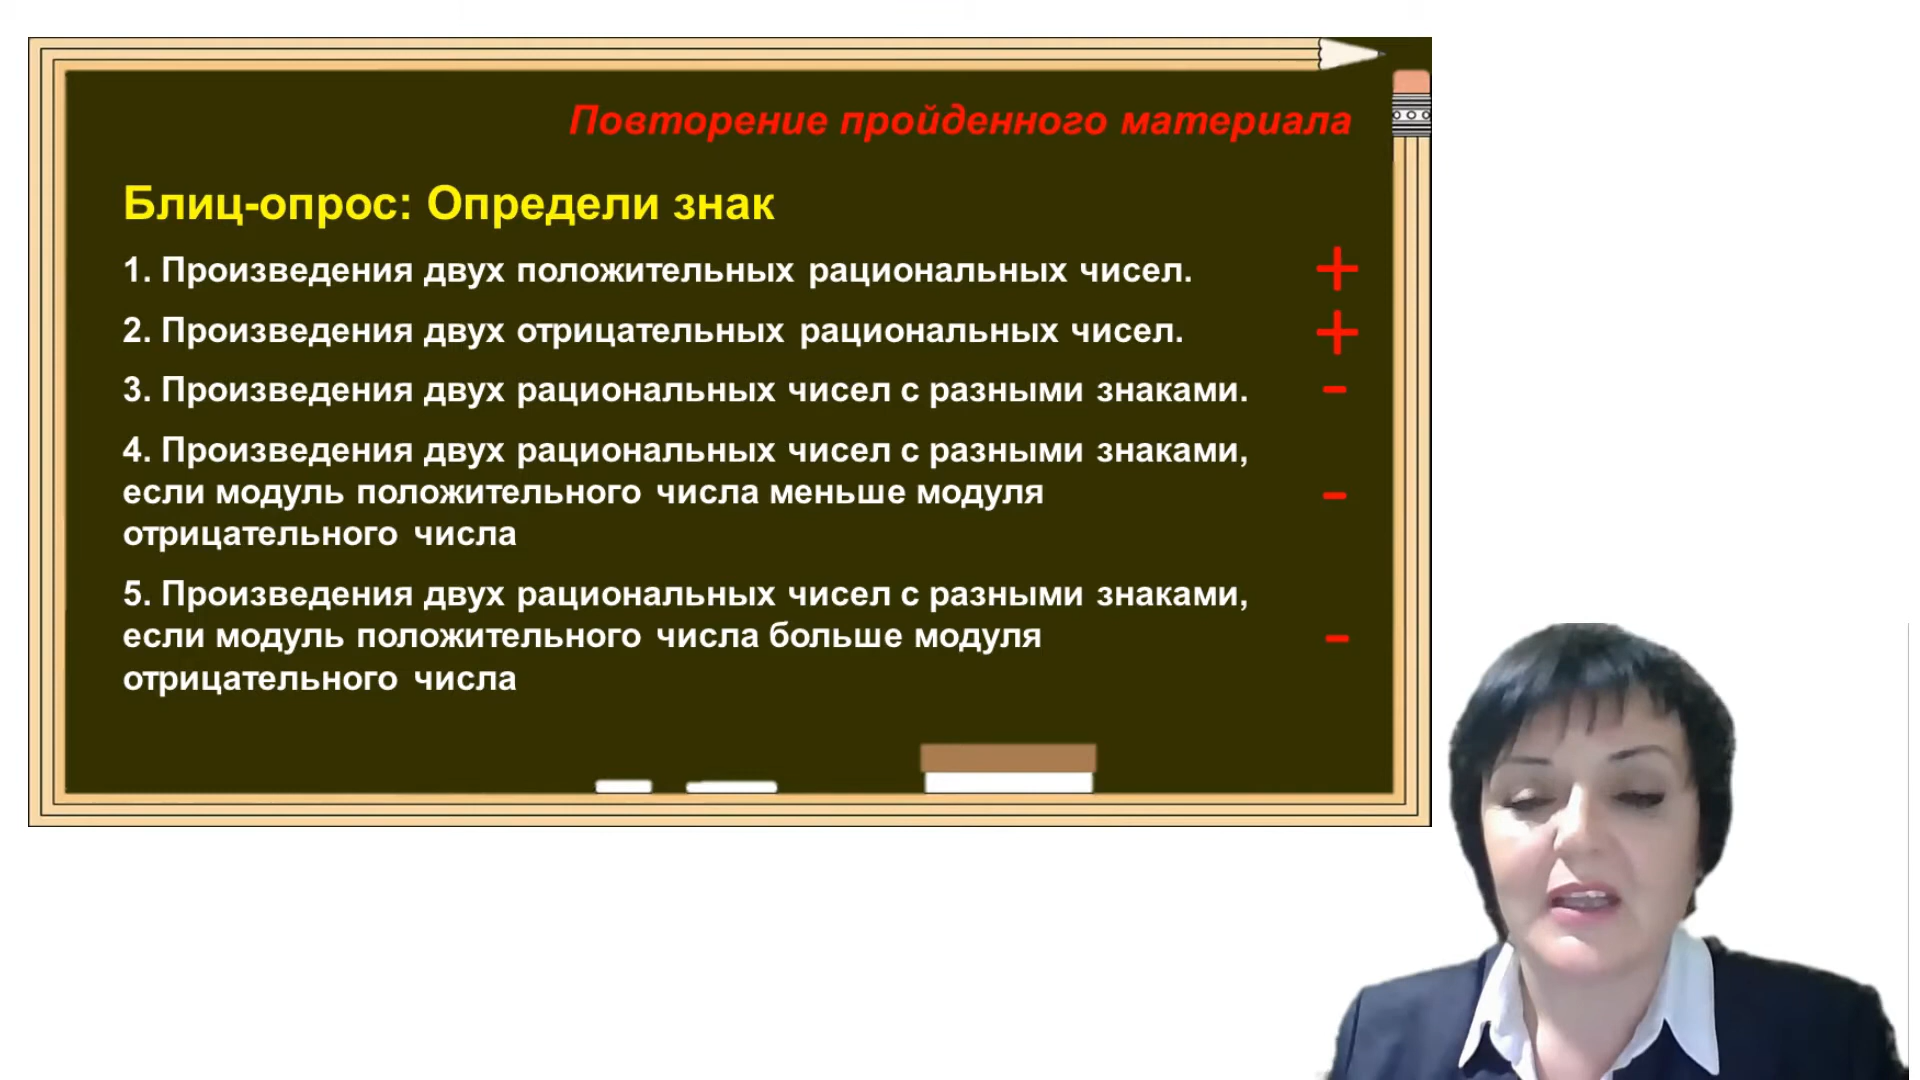 Повторение пройденного материала
Блиц-опрос: Определи знак
1. Произведения двух положительных рациональных чисел. +
2. Произведения двух отрицательных рациональных чисел. +
3. Произведения двух рациональных чисел с разными знаками. -
4. Произведения двух рациональных чисел с разными знаками,
если модуль положительного числа меньше модуля -
отрицательного числа
5. Произведения двух рациональных чисел с разными знаками,
если модуль положительного числа больше модуля -
отрицательного числа